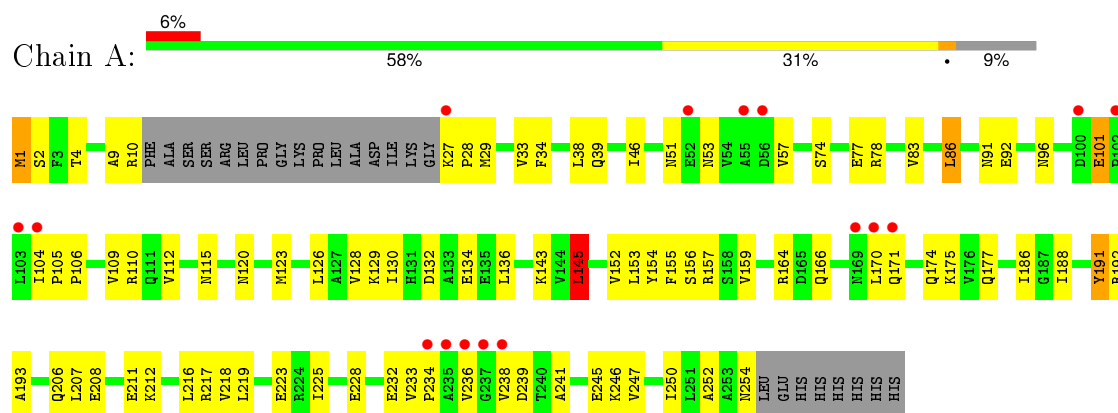 6%
Chain A:
58% 31% • 9%
M1 S2 F3 T4 A9 R10 PHE ALA SER SER ARG LEU PRO GLY LYS PRO LEU ALA ASP ILE LYS GLY K27 P28 M29 V33 F34 L38 Q39 I46 N51 E52 N53 V54 A55 D56 V57 S74 E77 R78 V83 L86 N91 E92 N96 D100 E101
L103 I104 P105 P106 V109 R110 Q111 V112 N115 N120 M123 L126 A127 V128 K129 I130 H131 D132 A133 E134 E135 L136 K143 V144 L145 V152 L153 Y154 F155 S156 R157 S158 V159 R164 D165 Q166 N169 L170 Q171 Q174 K175 V176 Q177 I186 G187 I188 Y191
A193 Q206 L207 E208 E211 K212 L216 R217 V218 L219 E223 R224 I225 E228 E232 V233 P234 A235 V236 G237 V238 D239 T240 A241 E245 K246 V247 I250 L251 A252 A253 N254 LEU GLU HIS HIS HIS HIS HIS HIS